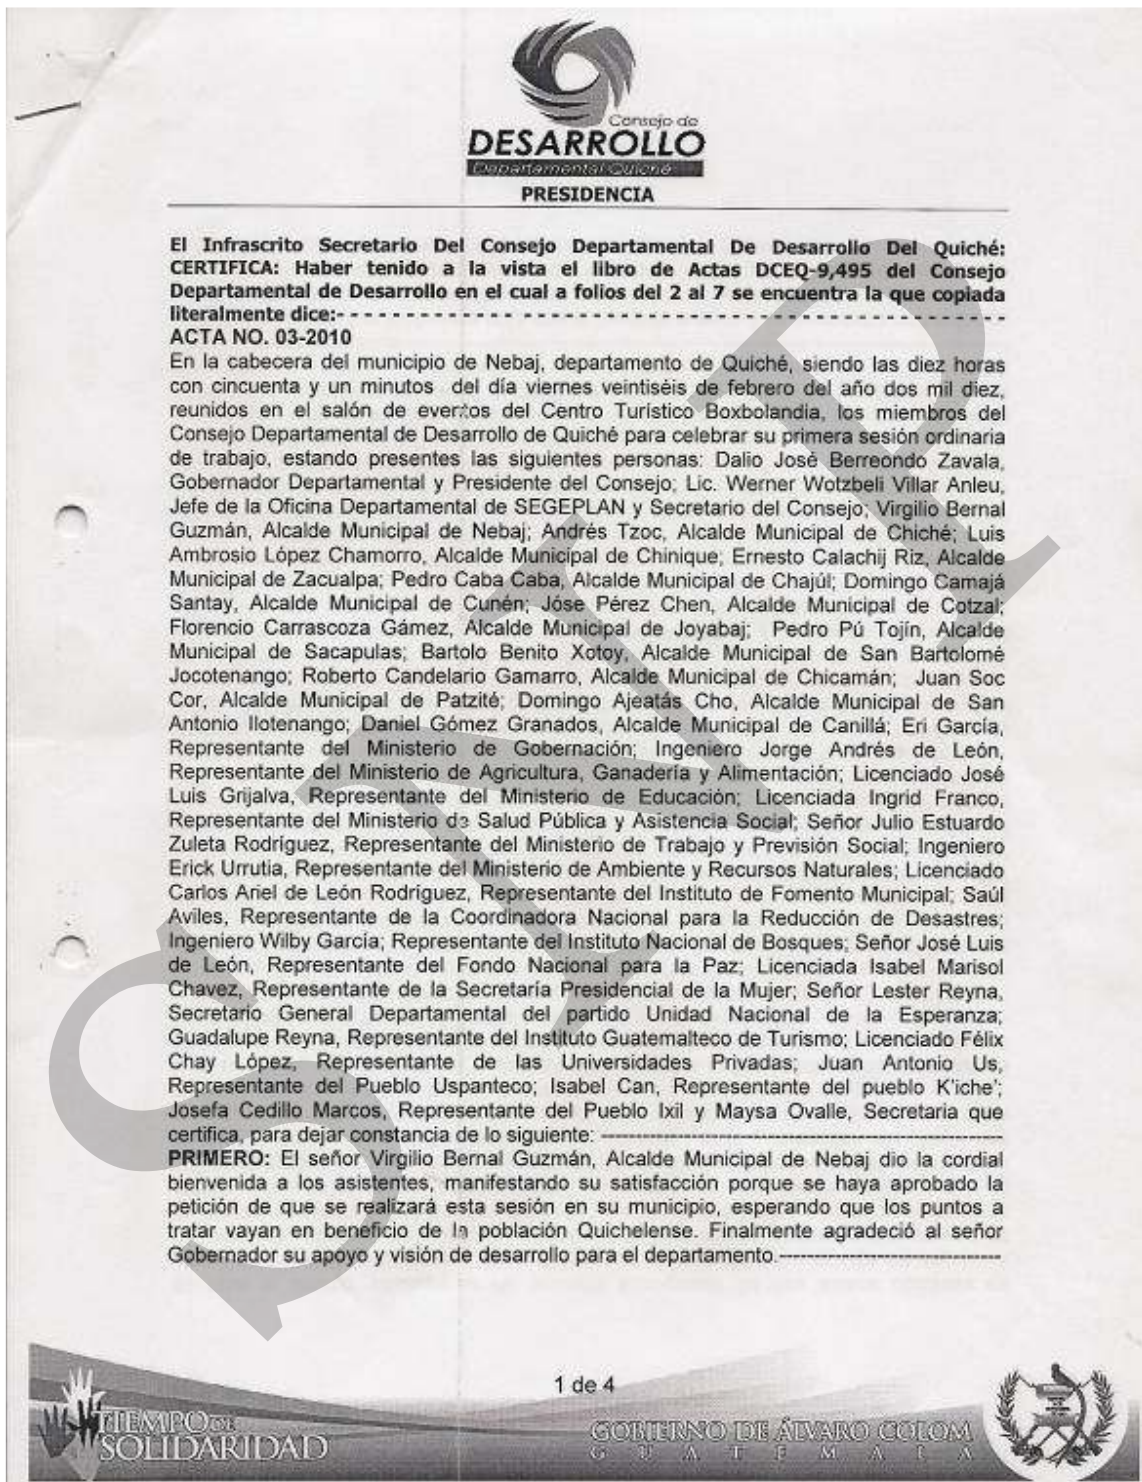 Consejo de
DESARROLLO
Departamental Quiché
PRESIDENCIA
El Infrascrito Secretario Del Consejo Departamental De Desarrollo Del Quiché:
CERTIFICA: Haber tenido a la vista el libro de Actas DCEQ-9,495 del Consejo
Departamental de Desarrollo en el cual a folios del 2 al 7 se encuentra la que copiada
literalmente dice:- - - - - - - - - - - - - - - - - - - - - - - - - - - - - - - - - - - - - - - - - - - - - -
ACTA NO. 03-2010
En la cabecera del municipio de Nebaj, departamento de Quiché, siendo las diez horas
con cincuenta y un minutos del día viernes veintiséis de febrero del año dos mil diez,
reunidos en el salón de eventos del Centro Turístico Boxbolandia, los miembros del
Consejo Departamental de Desarrollo de Quiché para celebrar su primera sesión ordinaria
de trabajo, estando presentes las siguientes personas: Dalio José Berreondo Zavala,
Gobernador Departamental y Presidente del Consejo; Lic. Werner Wotzbeli Villar Anleu,
Jefe de la Oficina Departamental de SEGEPLAN y Secretario del Consejo; Virgilio Bernal
Guzmán, Alcalde Municipal de Nebaj; Andrés Tzoc, Alcalde Municipal de Chiché; Luis
Ambrosio López Chamorro, Alcalde Municipal de Chinique; Ernesto Calachij Riz, Alcalde
Municipal de Zacualpa; Pedro Caba Caba, Alcalde Municipal de Chajúl; Domingo Camajá
Santay, Alcalde Municipal de Cunén; Jóse Pérez Chen, Alcalde Municipal de Cotzal;
Florencio Carrascoza Gámez, Alcalde Municipal de Joyabaj; Pedro Pú Tojín, Alcalde
Municipal de Sacapulas; Bartolo Benito Xotoy, Alcalde Municipal de San Bartolomé
Jocotenango; Roberto Candelario Gamarro, Alcalde Municipal de Chicamán; Juan Soc
Cor, Alcalde Municipal de Patzité; Domingo Ajeatás Cho, Alcalde Municipal de San
Antonio Ilotenango; Daniel Gómez Granados, Alcalde Municipal de Canillá; Eri García,
Representante del Ministerio de Gobernación; Ingeniero Jorge Andrés de León,
Representante del Ministerio de Agricultura, Ganadería y Alimentación; Licenciado José
Luis Grijalva, Representante del Ministerio de Educación; Licenciada Ingrid Franco,
Representante del Ministerio de Salud Pública y Asistencia Social; Señor Julio Estuardo
Zuleta Rodríguez, Representante del Ministerio de Trabajo y Previsión Social; Ingeniero
Erick Urrutia, Representante del Ministerio de Ambiente y Recursos Naturales; Licenciado
Carlos Ariel de León Rodriguez, Representante del Instituto de Fomento Municipal; Saúl
Aviles, Representante de la Coordinadora Nacional para la Reducción de Desastres;
Ingeniero Wilby García; Representante del Instituto Nacional de Bosques; Señor José Luis
de León, Representante del Fondo Nacional para la Paz; Licenciada Isabel Marisol
Chavez, Representante de la Secretaría Presidencial de la Mujer; Señor Lester Reyna,
Secretario General Departamental del partido Unidad Nacional de la Esperanza;
Guadalupe Reyna, Representante del Instituto Guatemalteco de Turismo; Licenciado Félix
Chay López, Representante de las Universidades Privadas; Juan Antonio Us,
Representante del Pueblo Uspanteco; Isabel Can, Representante del pueblo K'iche';
Josefa Cedillo Marcos, Representante del Pueblo Ixil y Maysa Ovalle, Secretaria que
certifica, para dejar constancia de lo siguiente: ------------------------------------------------
PRIMERO: El señor Virgilio Bernal Guzmán, Alcalde Municipal de Nebaj dio la cordial
bienvenida a los asistentes, manifestando su satisfacción porque se haya aprobado la
petición de que se realizará esta sesión en su municipio, esperando que los puntos a
tratar vayan en beneficio de la población Quichelense. Finalmente agradeció al señor
Gobernador su apoyo y visión de desarrollo para el departamento.--------------------------
SNIP
1 de 4
TIEMPO DE
SOLIDARIDAD
GOBIERNO DE ÁLVARO COLOM
GUATEMALA